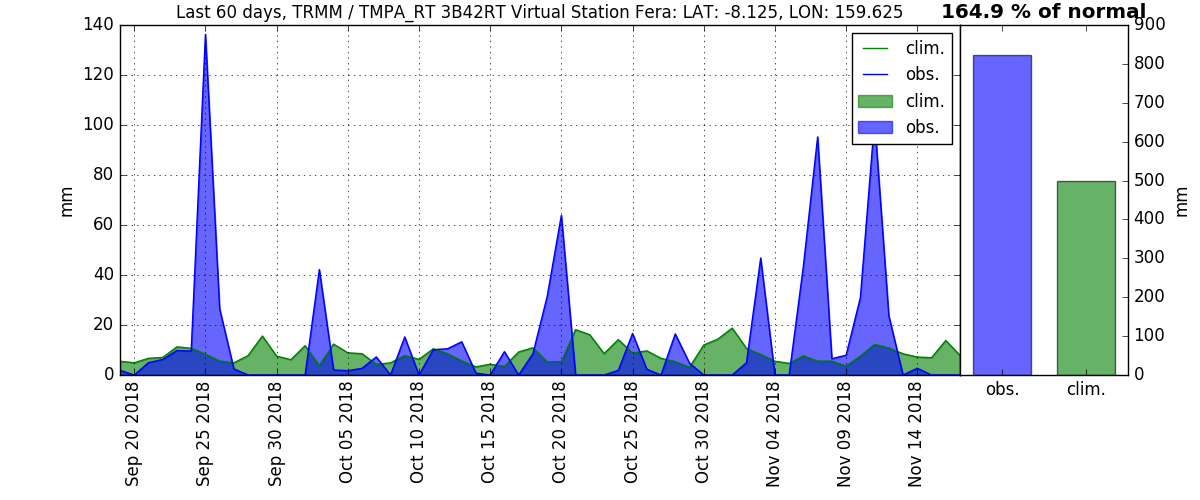 Last 60 days, TRMM / TMPA_RT 3B42RT Virtual Station Fera: LAT: -8.125, LON: 159.625
164.9 % of normal
mm
140
120
100
80
60
40
20
0
clim.
obs.
clim.
obs.
900
800
700
600
500
400
300
200
100
0
mm
obs.
clim.
Sep 20 2018
Sep 25 2018
Sep 30 2018
Oct 05 2018
Oct 10 2018
Oct 15 2018
Oct 20 2018
Oct 25 2018
Oct 30 2018
Nov 04 2018
Nov 09 2018
Nov 14 2018